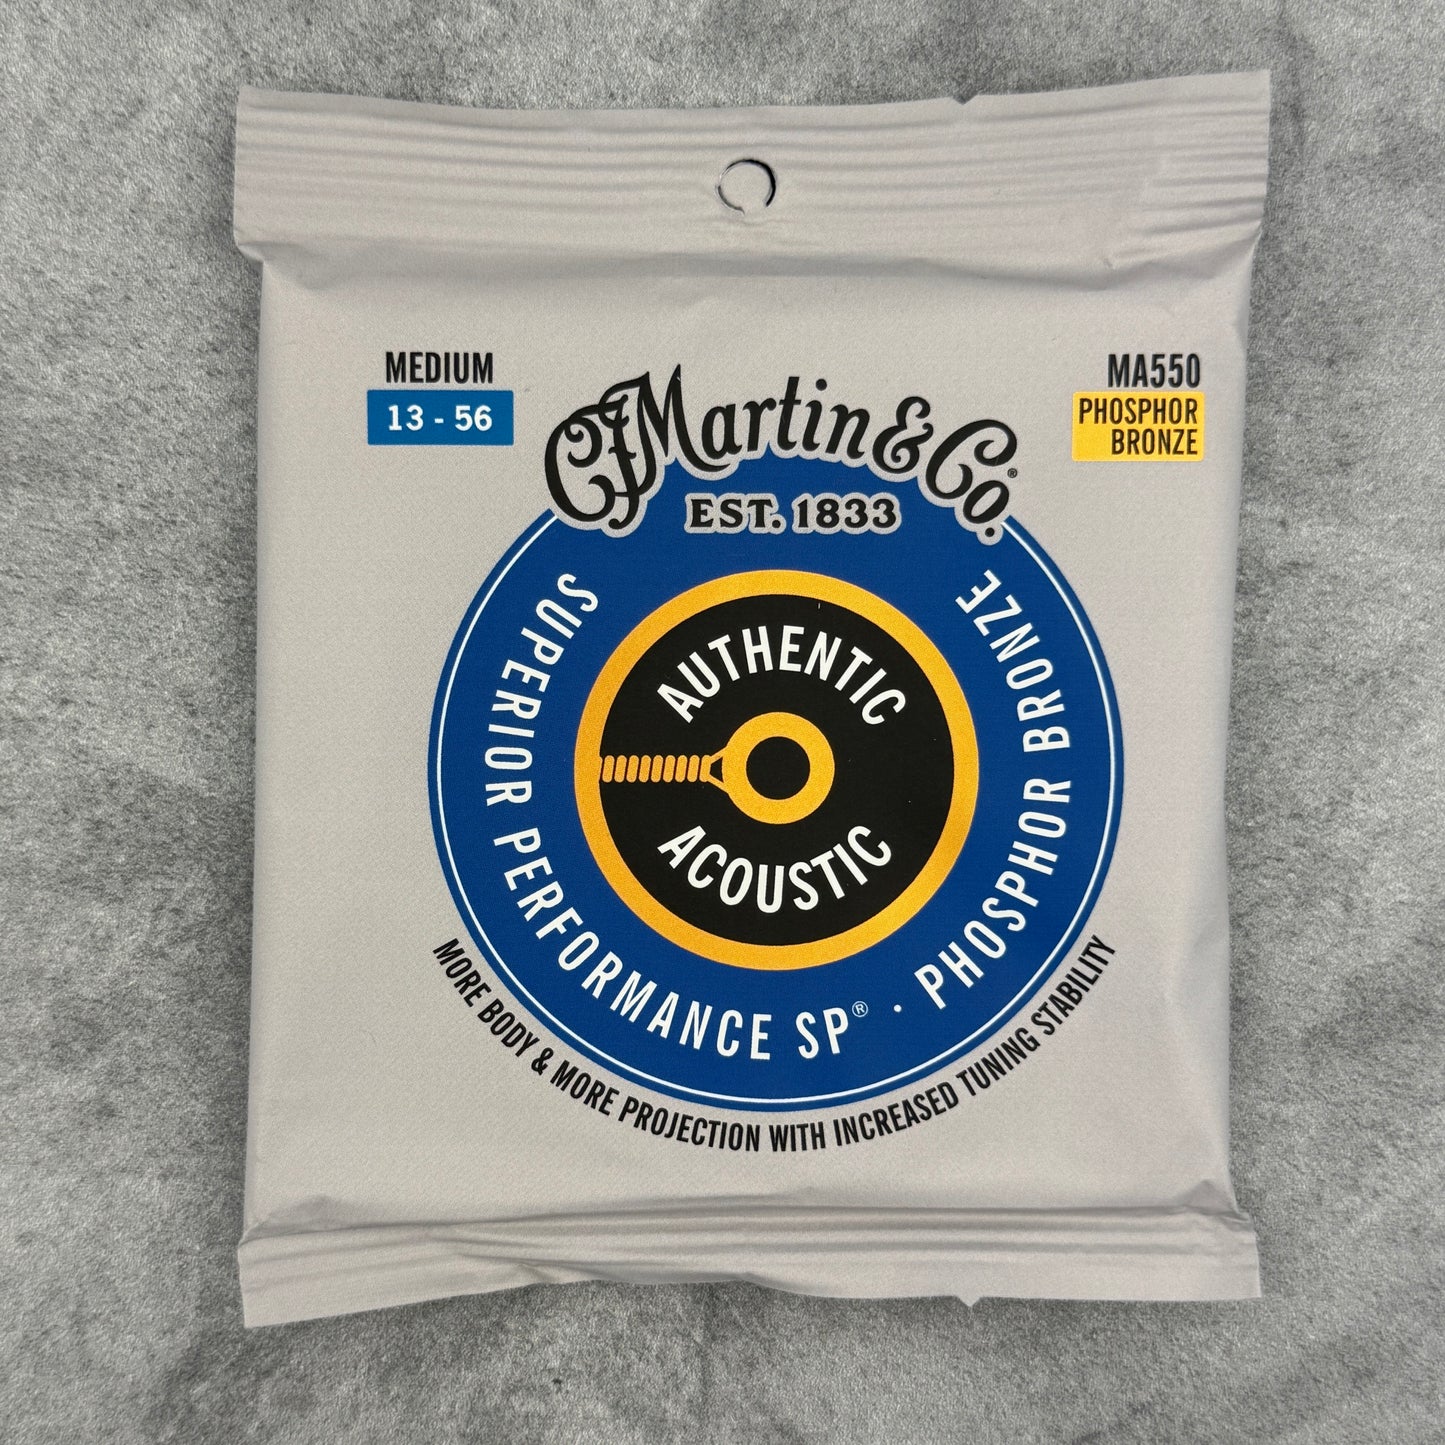 MEDIUM
13 - 56
MA550
PHOSPHOR
BRONZE
CFMartin & Co.®
EST. 1833
SUPERIOR PERFORMANCE SP® · PHOSPHOR BRONZE
AUTHENTIC
ACOUSTIC
MORE BODY & MORE PROJECTION WITH INCREASED TUNING STABILITY